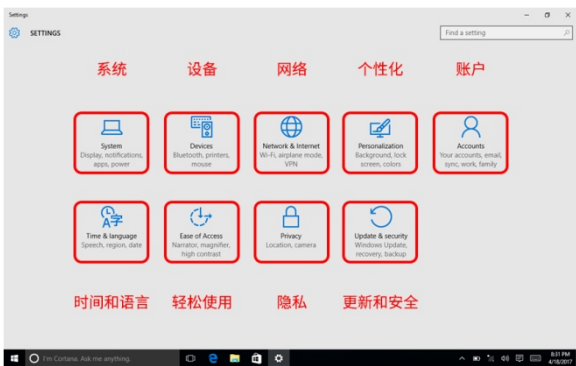 Settings
SETTINGS
Find a setting
系统 设备 网络 个性化 账户
System Devices Network & Internet Personalization Accounts
Display, notifications, Bluetooth, printers, Wi-Fi, airplane mode, Background, lock Your accounts, email,
apps, power mouse VPN screen, colors sync, work, family
Time & language Ease of Access Privacy Update & security
Speech, region, date Narrator, magnifier, Location, camera Windows Update,
high contrast recovery, backup
时间和语言 轻松使用 隐私 更新和安全
I'm Cortana. Ask me anything.
8:31 PM
4/18/2017